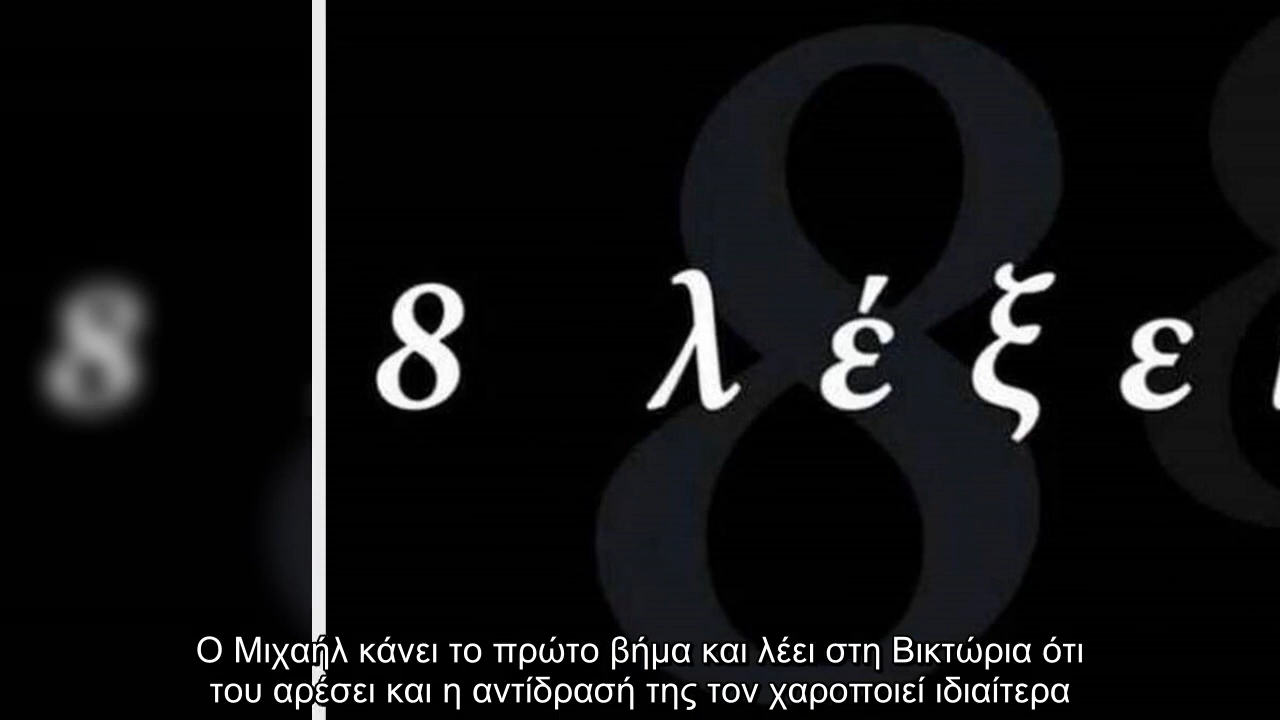 8
8 λέξε
Ο Μιχαήλ κάνει το πρώτο βήμα και λέει στη Βικτώρια ότι
του αρέσει και η αντίδρασή της τον χαροποιεί ιδιαίτερα